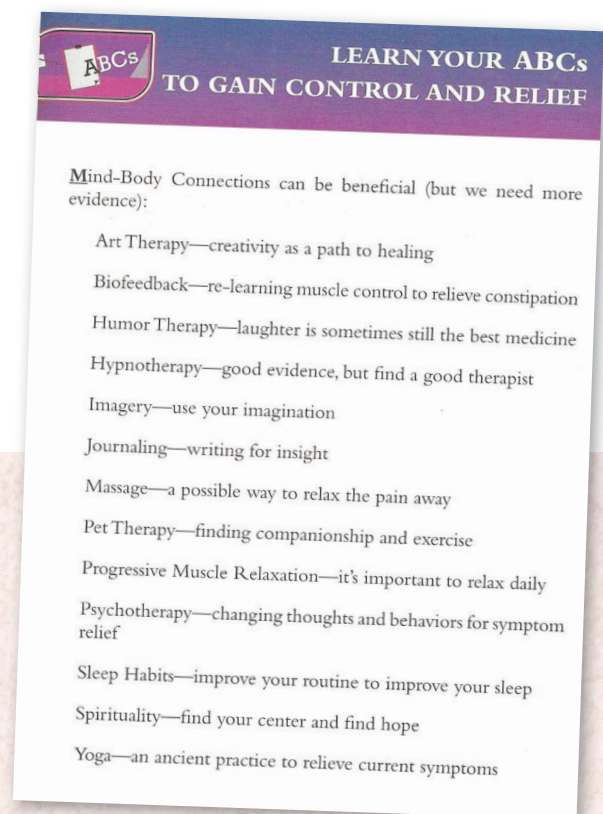 ABCs
LEARN YOUR ABCs
TO GAIN CONTROL AND RELIEF
Mind-Body Connections can be beneficial (but we need more
evidence):
Art Therapy—creativity as a path to healing
Biofeedback—re-learning muscle control to relieve constipation
Humor Therapy—laughter is sometimes still the best medicine
Hypnotherapy—good evidence, but find a good therapist
Imagery—use your imagination
Journaling—writing for insight
Massage—a possible way to relax the pain away
Pet Therapy—finding companionship and exercise
Progressive Muscle Relaxation—it's important to relax daily
Psychotherapy—changing thoughts and behaviors for symptom
relief
Sleep Habits—improve your routine to improve your sleep
Spirituality—find your center and find hope
Yoga—an ancient practice to relieve current symptoms